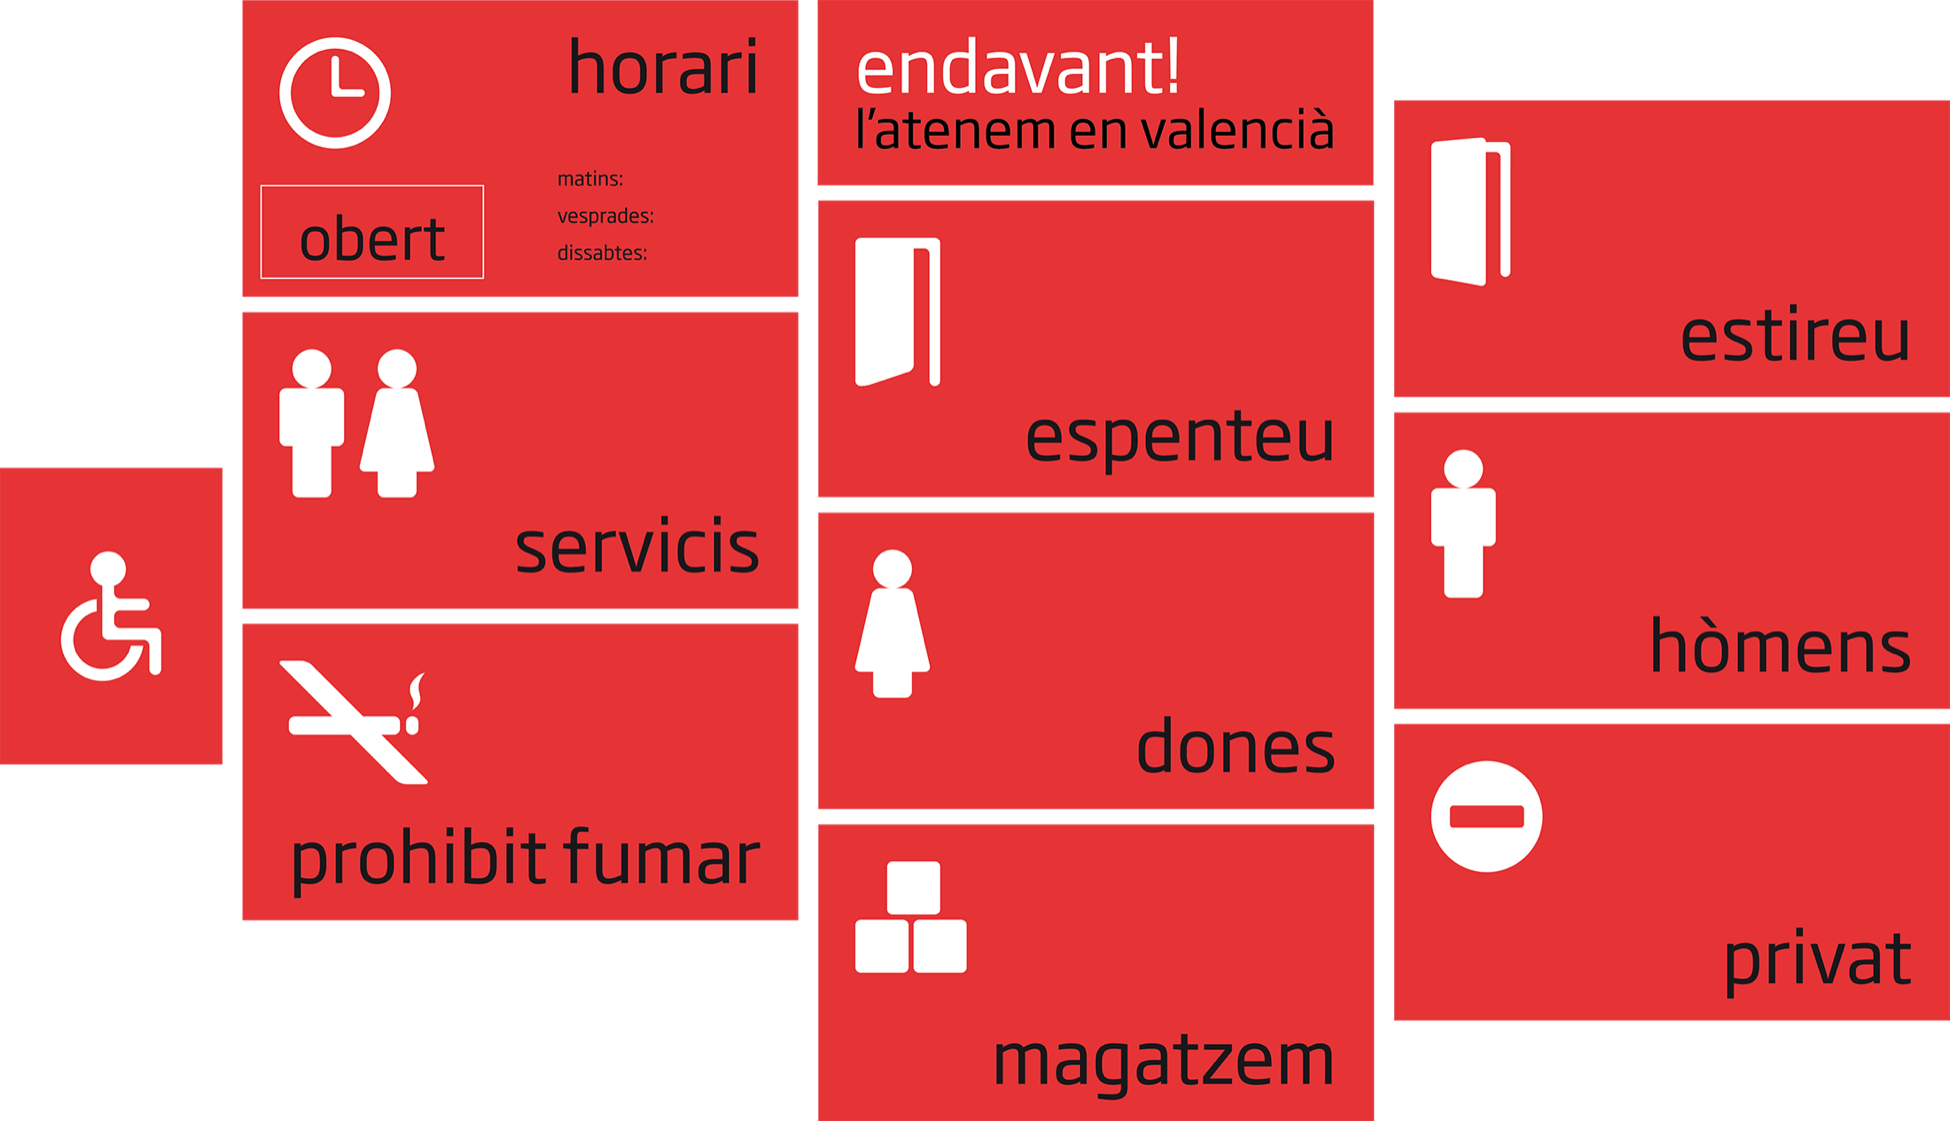 horari
obert
matins:
vesprades:
dissabtes:
servicis
prohibit fumar
endavant!
l’atenem en valencià
espenteu
dones
magatzem
estireu
hòmens
privat